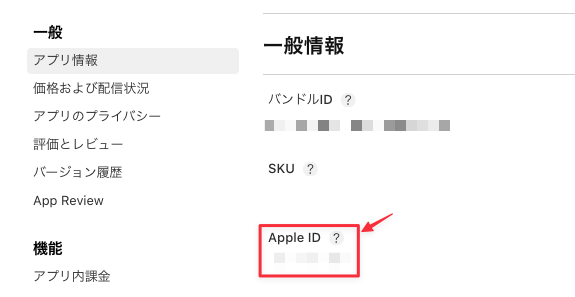 一般
アプリ情報
価格および配信状況
アプリのプライバシー
評価とレビュー
バージョン履歴
App Review
機能
アプリ内課金
一般情報
バンドルID ?
SKU ?
Apple ID ?